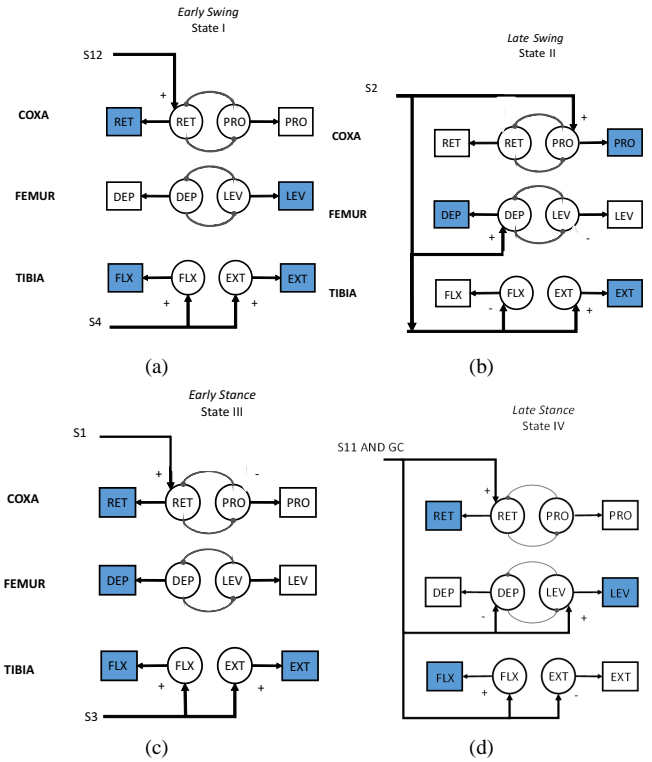 Early Swing
State I
S12
+
COXA
RET RET PRO PRO
FEMUR
DEP DEP LEV LEV
TIBIA
FLX FLX EXT EXT
+ +
S4
(a)
Late Swing
State II
S2
+
COXA
RET RET PRO PRO
FEMUR
DEP DEP LEV LEV
+ -
TIBIA
FLX FLX EXT EXT
- +
(b)
Early Stance
State III
S1
+ -
COXA
RET RET PRO PRO
FEMUR
DEP DEP LEV LEV
TIBIA
FLX FLX EXT EXT
+ +
S3
(c)
Late Stance
State IV
S11 AND GC
+
RET RET PRO PRO
DEP DEP LEV LEV
- +
FLX FLX EXT EXT
+ -
(d)